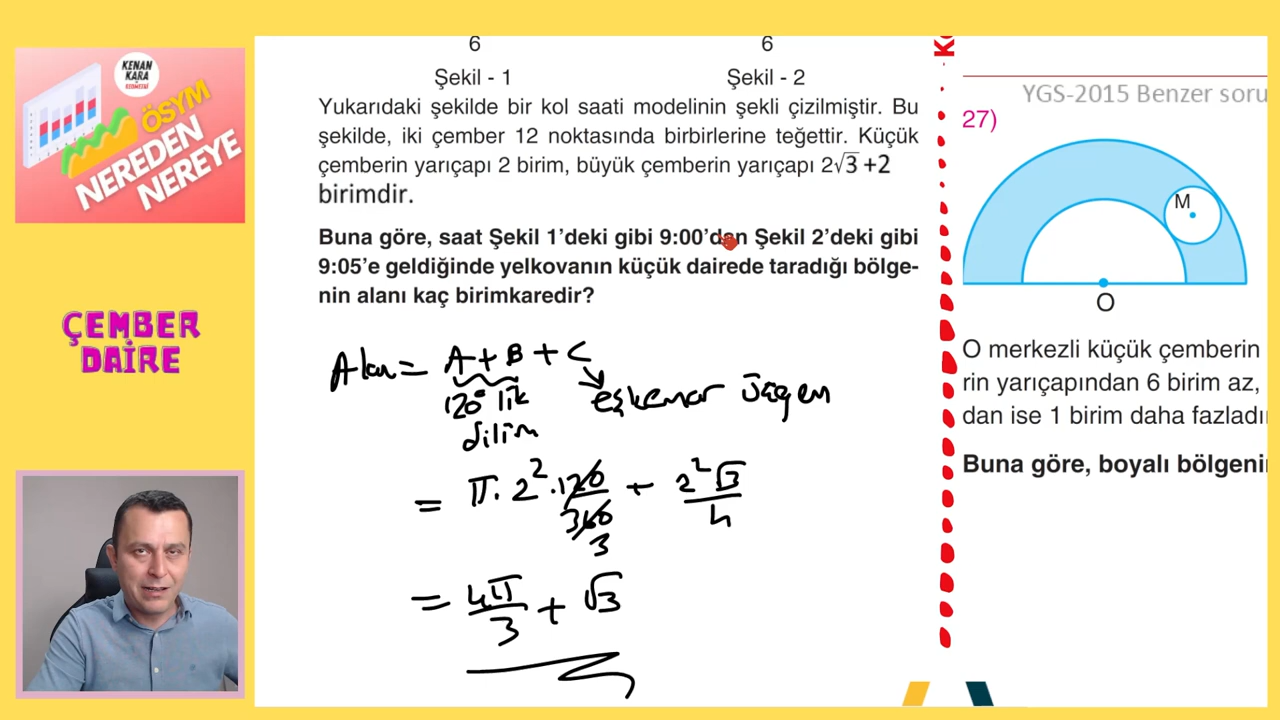 KENAN
KARA
ÖSYM
NEREDEN
NEREYE
ÇEMBER
DAİRE
6
6
Şekil - 1
Şekil - 2
Yukarıdaki şekilde bir kol saati modelinin şekli çizilmiştir. Bu
şekilde, iki çember 12 noktasında birbirlerine teğettir. Küçük
çemberin yarıçapı 2 birim, büyük çemberin yarıçapı 2√3 +2
birimdir.
Buna göre, saat Şekil 1’deki gibi 9:00’dan Şekil 2’deki gibi
9:05’e geldiğinde yelkovanın küçük dairede taradığı bölge-
nin alanı kaç birimkaredir?
Alan = A + B + C
120° lik
dilim
eşkenar üçgen
= π · 2² · 120/360 + 2²√3/4
3
= 4π/3 + √3
YGS-2015 Benzer soru
27)
M
O
O merkezli küçük çemberin
rin yarıçapından 6 birim az,
dan ise 1 birim daha fazladı
Buna göre, boyalı bölgeni